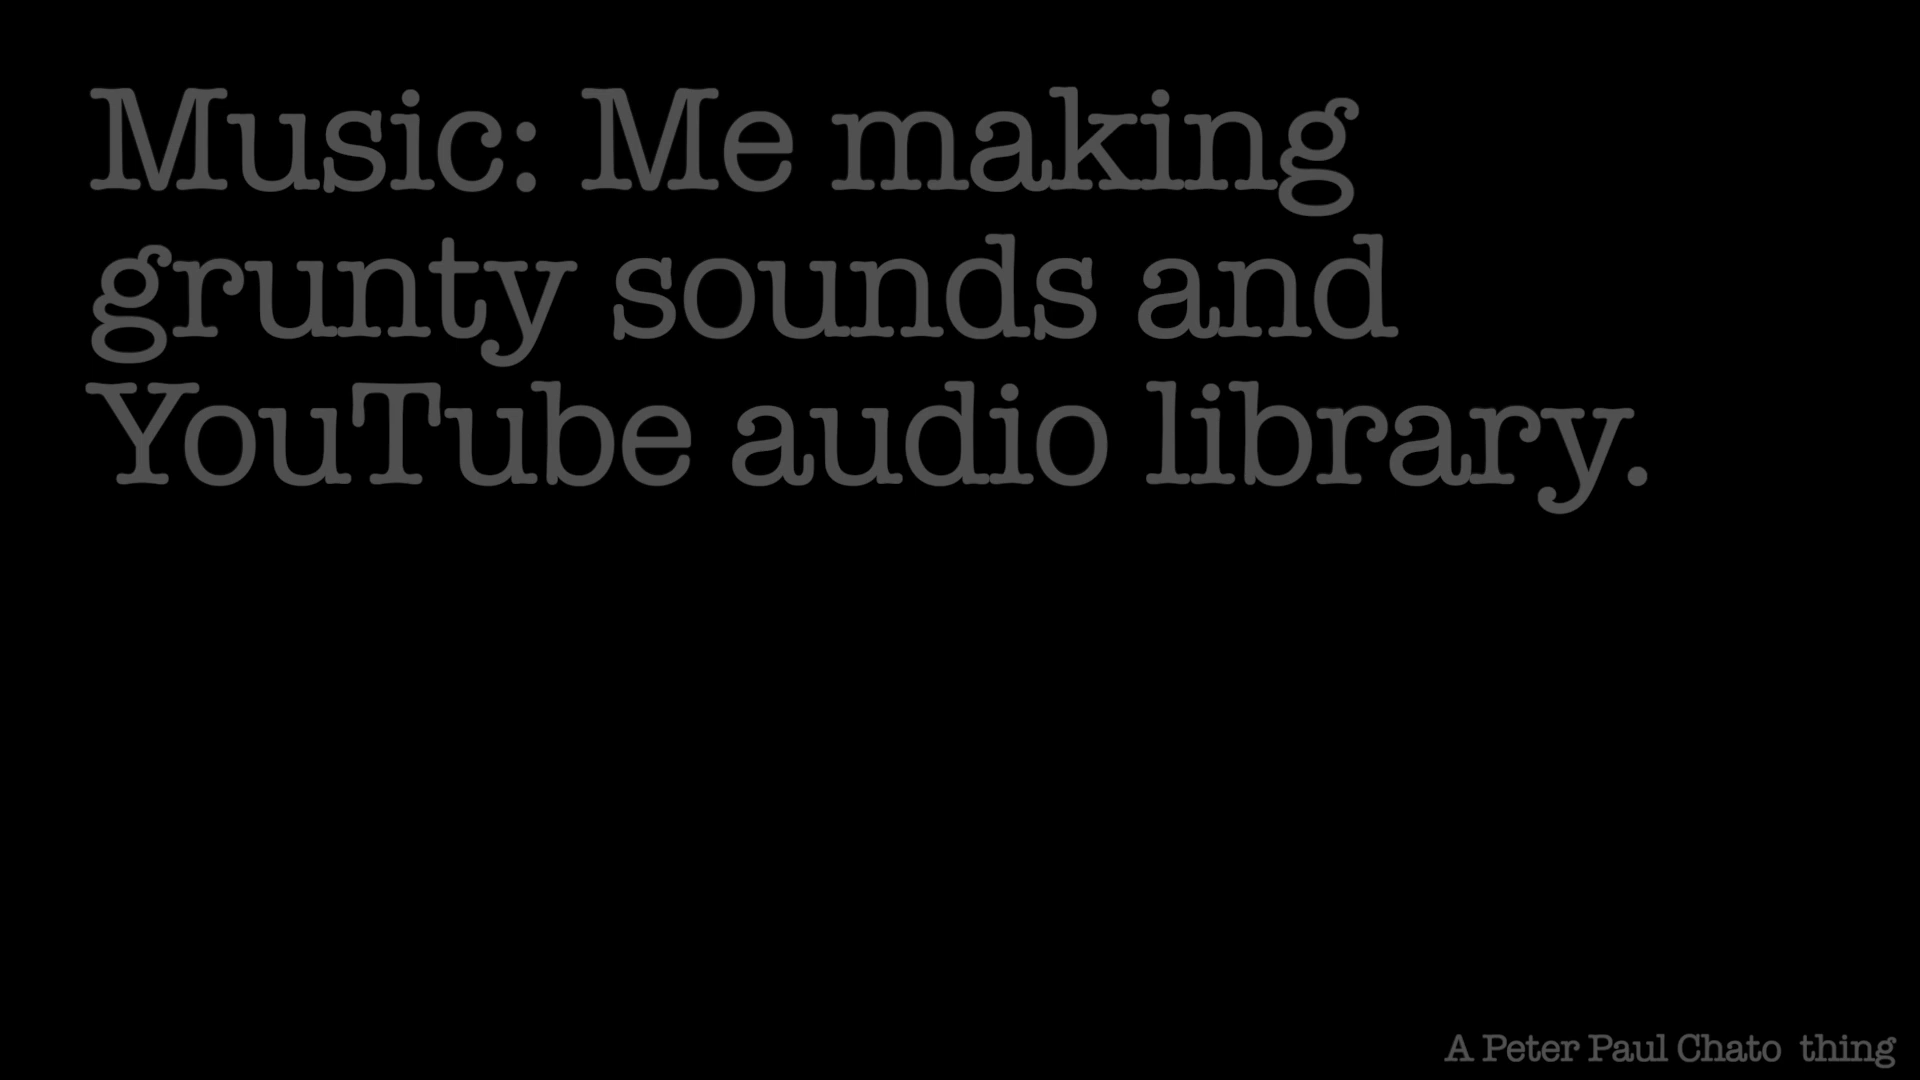 Music: Me making
grunty sounds and
YouTube audio library.
A Peter Paul Chato thing